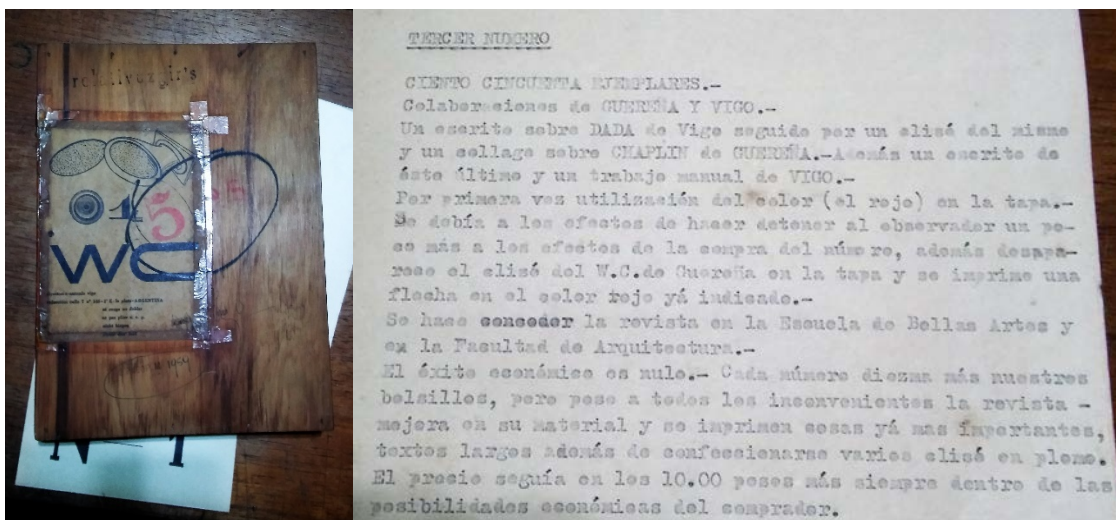 relativuzgir's
015
WC
ARGENTINA
1954
N 1
TERCER NUMERO
CIENTO CINCUENTA EJEMPLARES.-
Colaboraciones de GUEREÑA Y VIGO.-
Un escrito sobre DADA de Vigo seguido por un clisé del mismo
y un collage sobre CHAPLIN de GUEREÑA.-Además un escrito de
éste último y un trabajo manual de VIGO.-
Por primera vez utilización del color (el rojo) en la tapa.-
Se debía a los efectos de hacer detener al observador un po-
co más a los efectos de la compra del número, además desapa-
rece el clisé del W.C.de Guereña en la tapa y se imprime una
flecha en el color rojo yá indicado.-
Se hace conocer la revista en la Escuela de Bellas Artes y
en la Facultad de Arquitectura.-
El éxito económico es nulo.- Cada número diezma más nuestros
bolsillos, pero pese a todos los inconvenientes la revista -
mejora en su material y se imprimen cosas yá mas importantes,
textos largos además de confeccionarse varios clisé en plomo.
El precio seguía en los 10.00 pesos más siempre dentro de las
posibilidades económicas del comprador.